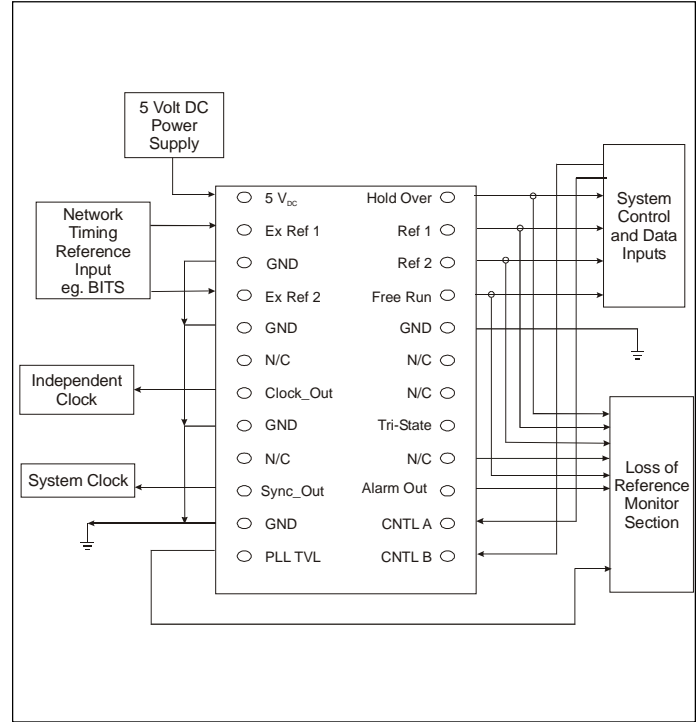 5 Volt DC
Power
Supply
Network
Timing
Reference
Input
eg. BITS
Independent
Clock
System Clock
5 VDC
Ex Ref 1
GND
Ex Ref 2
GND
N/C
Clock_Out
GND
N/C
Sync_Out
GND
PLL TVL
Hold Over
Ref 1
Ref 2
Free Run
GND
N/C
N/C
Tri-State
N/C
Alarm Out
CNTL A
CNTL B
System
Control
and Data
Inputs
Loss of
Reference
Monitor
Section